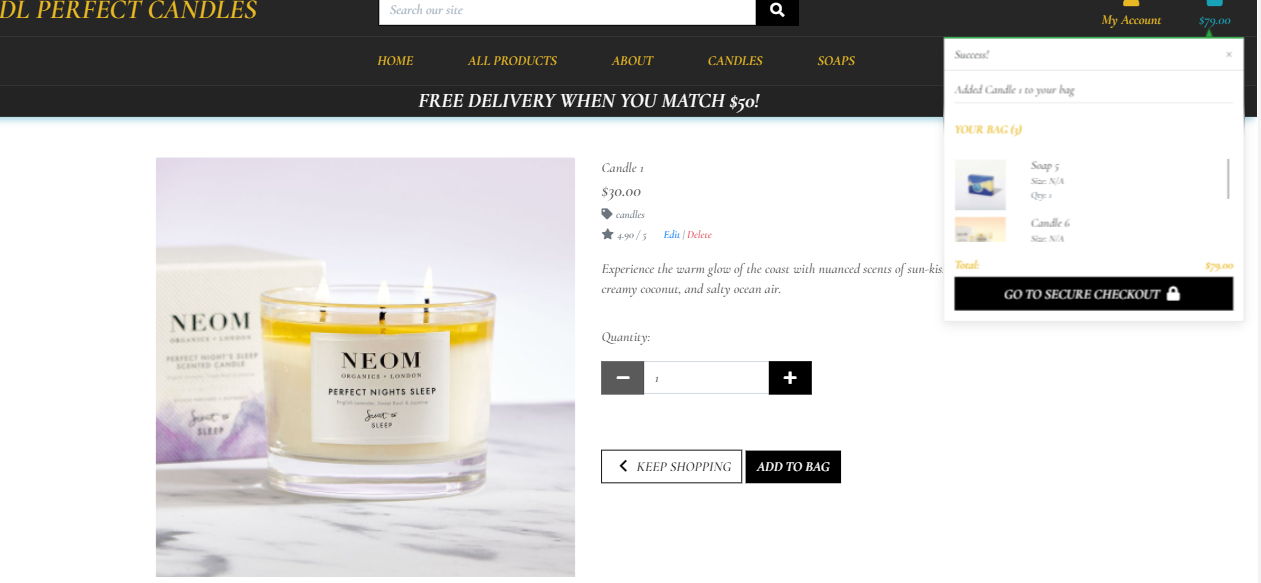 DL PERFECT CANDLES
Search our site
My Account
$79.00
HOME
ALL PRODUCTS
ABOUT
CANDLES
SOAPS
FREE DELIVERY WHEN YOU MATCH $50!
Success!
×
Added Candle 1 to your bag
YOUR BAG (3)
Soap 5
Size: N/A
Qty: 1
Candle 6
Size: N/A
Total:
$79.00
GO TO SECURE CHECKOUT
Candle 1
$30.00
candles
4.90 / 5
Edit | Delete
Experience the warm glow of the coast with nuanced scents of
creamy coconut, and salty ocean air.
Quantity:
1
KEEP SHOPPING
ADD TO BAG
NEOM
ORGANICS • LONDON
PERFECT NIGHT'S SLEEP
SCENTED CANDLE
Scent to
SLEEP
NEOM
ORGANICS • LONDON
PERFECT NIGHTS SLEEP
Scent to
SLEEP